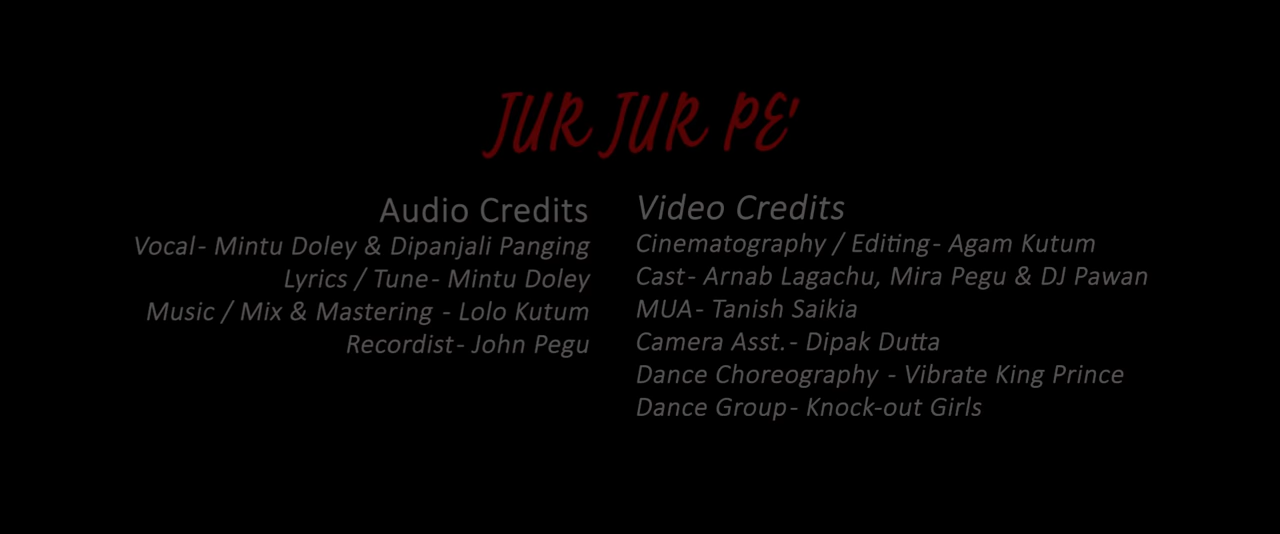 JUR JUR PE'
Audio Credits
Vocal - Mintu Doley & Dipanjali Panging
Lyrics / Tune - Mintu Doley
Music / Mix & Mastering - Lolo Kutum
Recordist - John Pegu
Video Credits
Cinematography / Editing - Agam Kutum
Cast - Arnab Lagachu, Mira Pegu & DJ Pawan
MUA - Tanish Saikia
Camera Asst. - Dipak Dutta
Dance Choreography - Vibrate King Prince
Dance Group - Knock-out Girls